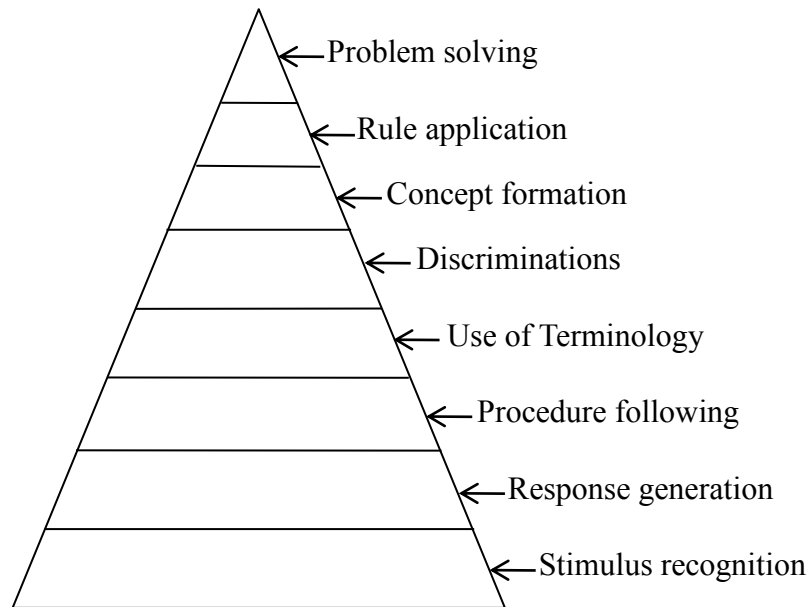 Problem solving
Rule application
Concept formation
Discriminations
Use of Terminology
Procedure following
Response generation
Stimulus recognition